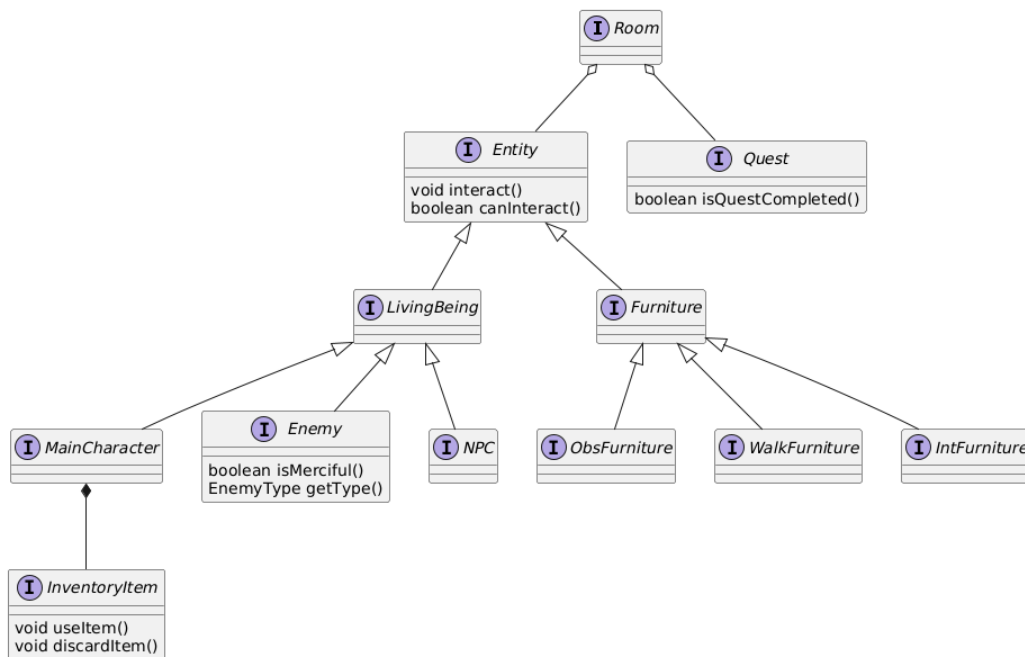 I Room
I Entity
void interact()
boolean canInteract()
I Quest
boolean isQuestCompleted()
I LivingBeing
I Furniture
I MainCharacter
I Enemy
boolean isMerciful()
EnemyType getType()
I NPC
I ObsFurniture
I WalkFurniture
I IntFurniture
I InventoryItem
void useItem()
void discardItem()